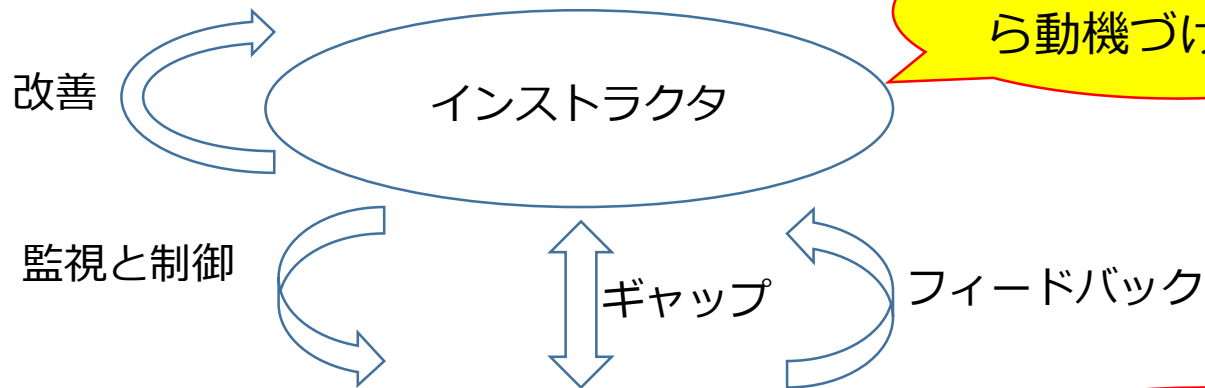 ら動機づけ
改善
インストラクタ
監視と制御
ギャップ
フィードバック